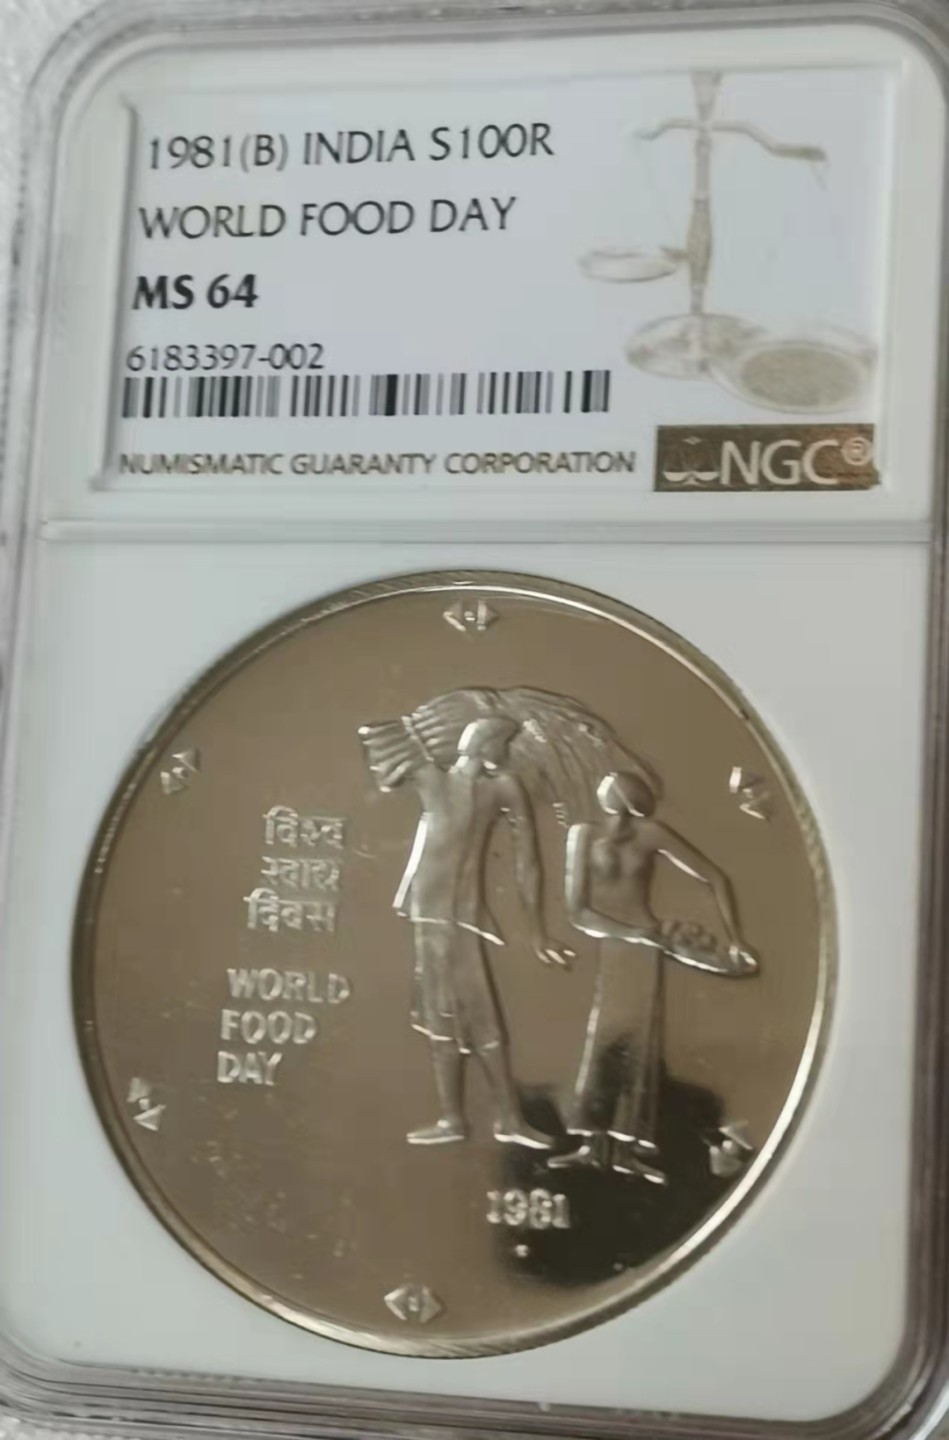 1981(B) INDIA S100R
WORLD FOOD DAY
MS 64
6183397-002
NUMISMATIC GUARANTY CORPORATION
NGC®
विश्व
खाद्य
दिवस
WORLD
FOOD
DAY
1981